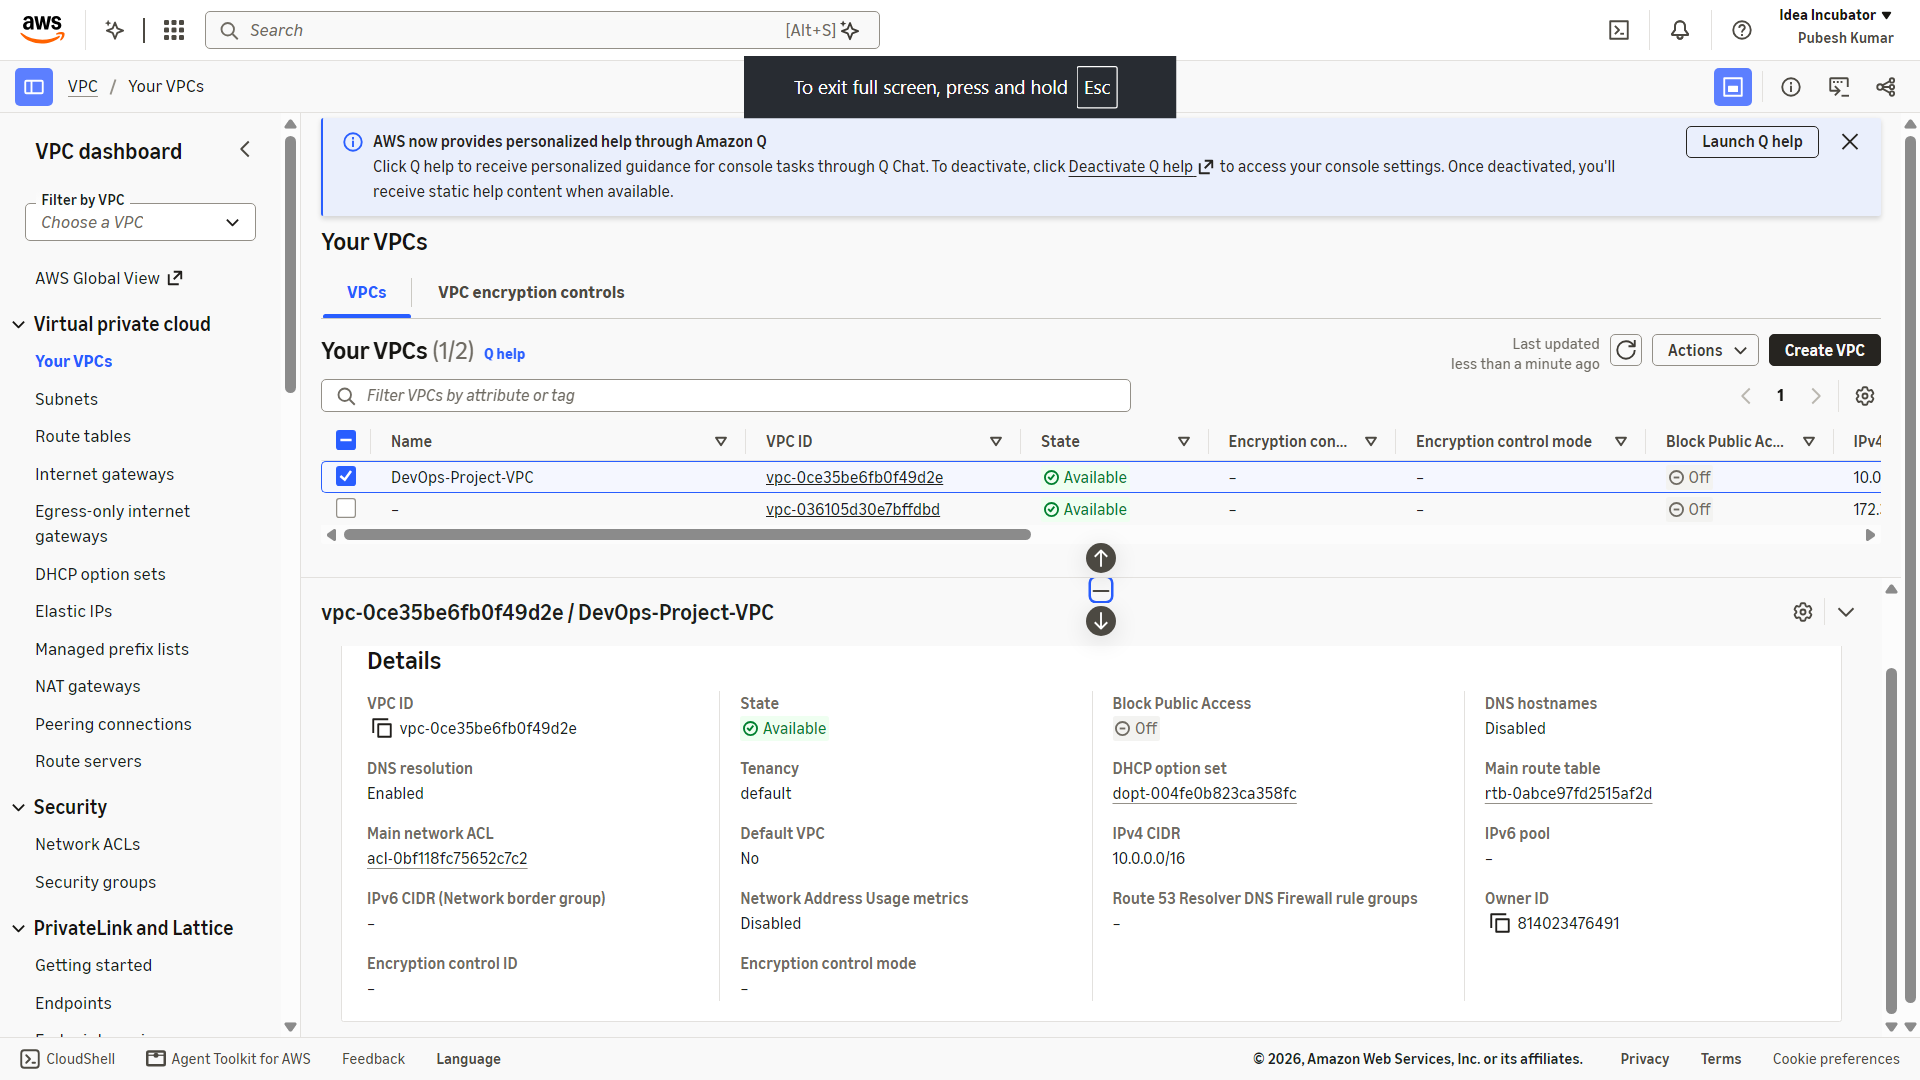 aws
Search
[Alt+S]
Idea Incubator
Pubesh Kumar
VPC / Your VPCs
To exit full screen, press and hold Esc
VPC dashboard
Filter by VPC
Choose a VPC
AWS Global View
Virtual private cloud
Your VPCs
Subnets
Route tables
Internet gateways
Egress-only internet
gateways
DHCP option sets
Elastic IPs
Managed prefix lists
NAT gateways
Peering connections
Route servers
Security
Network ACLs
Security groups
PrivateLink and Lattice
Getting started
Endpoints
AWS now provides personalized help through Amazon Q
Click Q help to receive personalized guidance for console tasks through Q Chat. To deactivate, click Deactivate Q help to access your console settings. Once deactivated, you'll
receive static help content when available.
Launch Q help
Your VPCs
VPCs
VPC encryption controls
Your VPCs (1/2) Q help
Last updated
less than a minute ago
Actions
Create VPC
Filter VPCs by attribute or tag
1
Name VPC ID State Encryption con... Encryption control mode Block Public Ac... IPv4
DevOps-Project-VPC vpc-0ce35be6fb0f49d2e Available – – Off 10.0
– vpc-036105d30e7bffdbd Available – – Off 172.
vpc-0ce35be6fb0f49d2e / DevOps-Project-VPC
Details
VPC ID
vpc-0ce35be6fb0f49d2e
State
Available
Block Public Access
Off
DNS hostnames
Disabled
DNS resolution
Enabled
Tenancy
default
DHCP option set
dopt-004fe0b823ca358fc
Main route table
rtb-0abce97fd2515af2d
Main network ACL
acl-0bf118fc75652c7c2
Default VPC
No
IPv4 CIDR
10.0.0.0/16
IPv6 pool
–
IPv6 CIDR (Network border group)
–
Network Address Usage metrics
Disabled
Route 53 Resolver DNS Firewall rule groups
–
Owner ID
814023476491
Encryption control ID
–
Encryption control mode
–
CloudShell
Agent Toolkit for AWS
Feedback
Language
© 2026, Amazon Web Services, Inc. or its affiliates.
Privacy
Terms
Cookie preferences